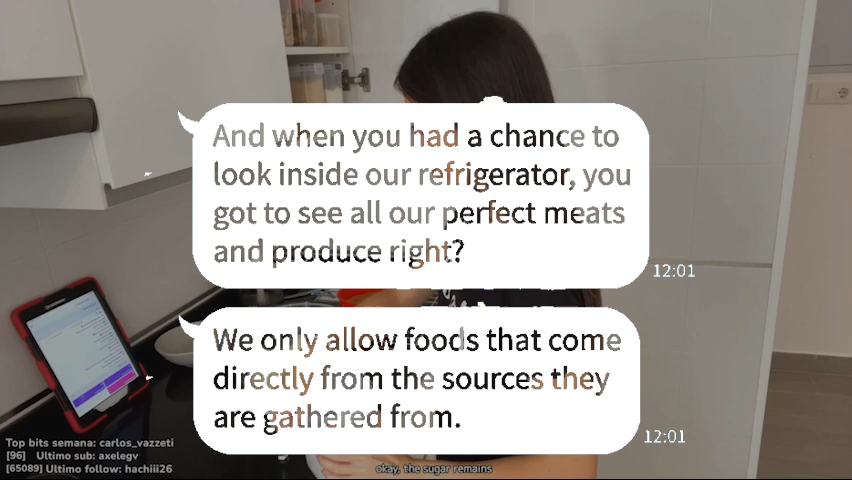 And when you had a chance to
look inside our refrigerator, you
got to see all our perfect meats
and produce right?
12:01
We only allow foods that come
directly from the sources they
are gathered from.
12:01
Top bits semana: carlos_vazzeti
[96] Ultimo sub: axelegv
[65089] Ultimo follow: hachiii26
okay, the sugar remains